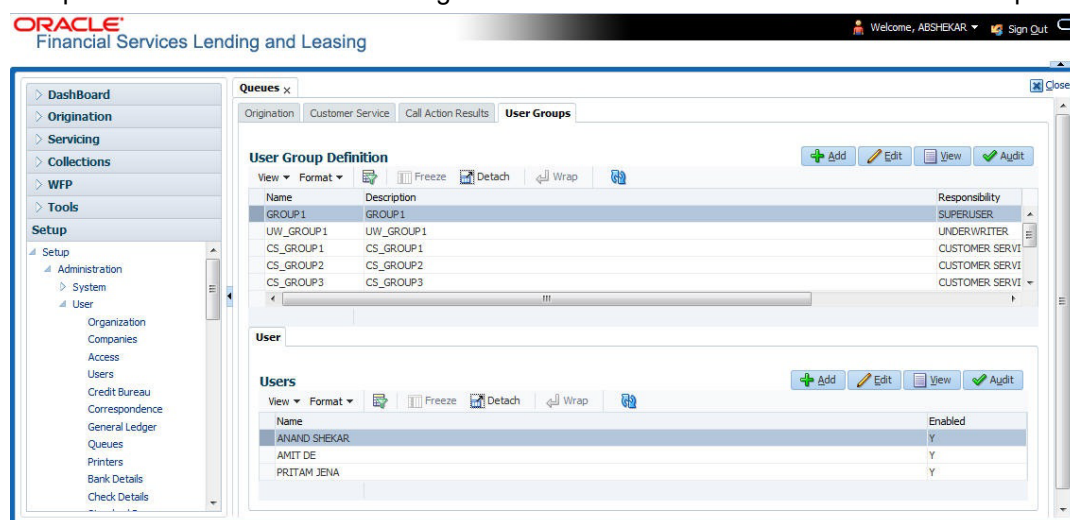 ORACLE
Financial Services Lending and Leasing
Welcome, ABSHEKAR
Sign Out
DashBoard
Origination
Servicing
Collections
WFP
Tools
Setup
Setup
Administration
System
User
Organization
Companies
Access
Users
Credit Bureau
Correspondence
General Ledger
Queues
Printers
Bank Details
Check Details
Queues x
Close
Origination Customer Service Call Action Results User Groups
User Group Definition
Add Edit View Audit
View Format Freeze Detach Wrap
Name Description Responsibility
GROUP1 GROUP1 SUPERUSER
UW_GROUP1 UW_GROUP1 UNDERWRITER
CS_GROUP1 CS_GROUP1 CUSTOMER SERVI
CS_GROUP2 CS_GROUP2 CUSTOMER SERVI
CS_GROUP3 CS_GROUP3 CUSTOMER SERVI
User
Users
Add Edit View Audit
View Format Freeze Detach Wrap
Name Enabled
ANAND SHEKAR Y
AMIT DE Y
PRITAM JENA Y